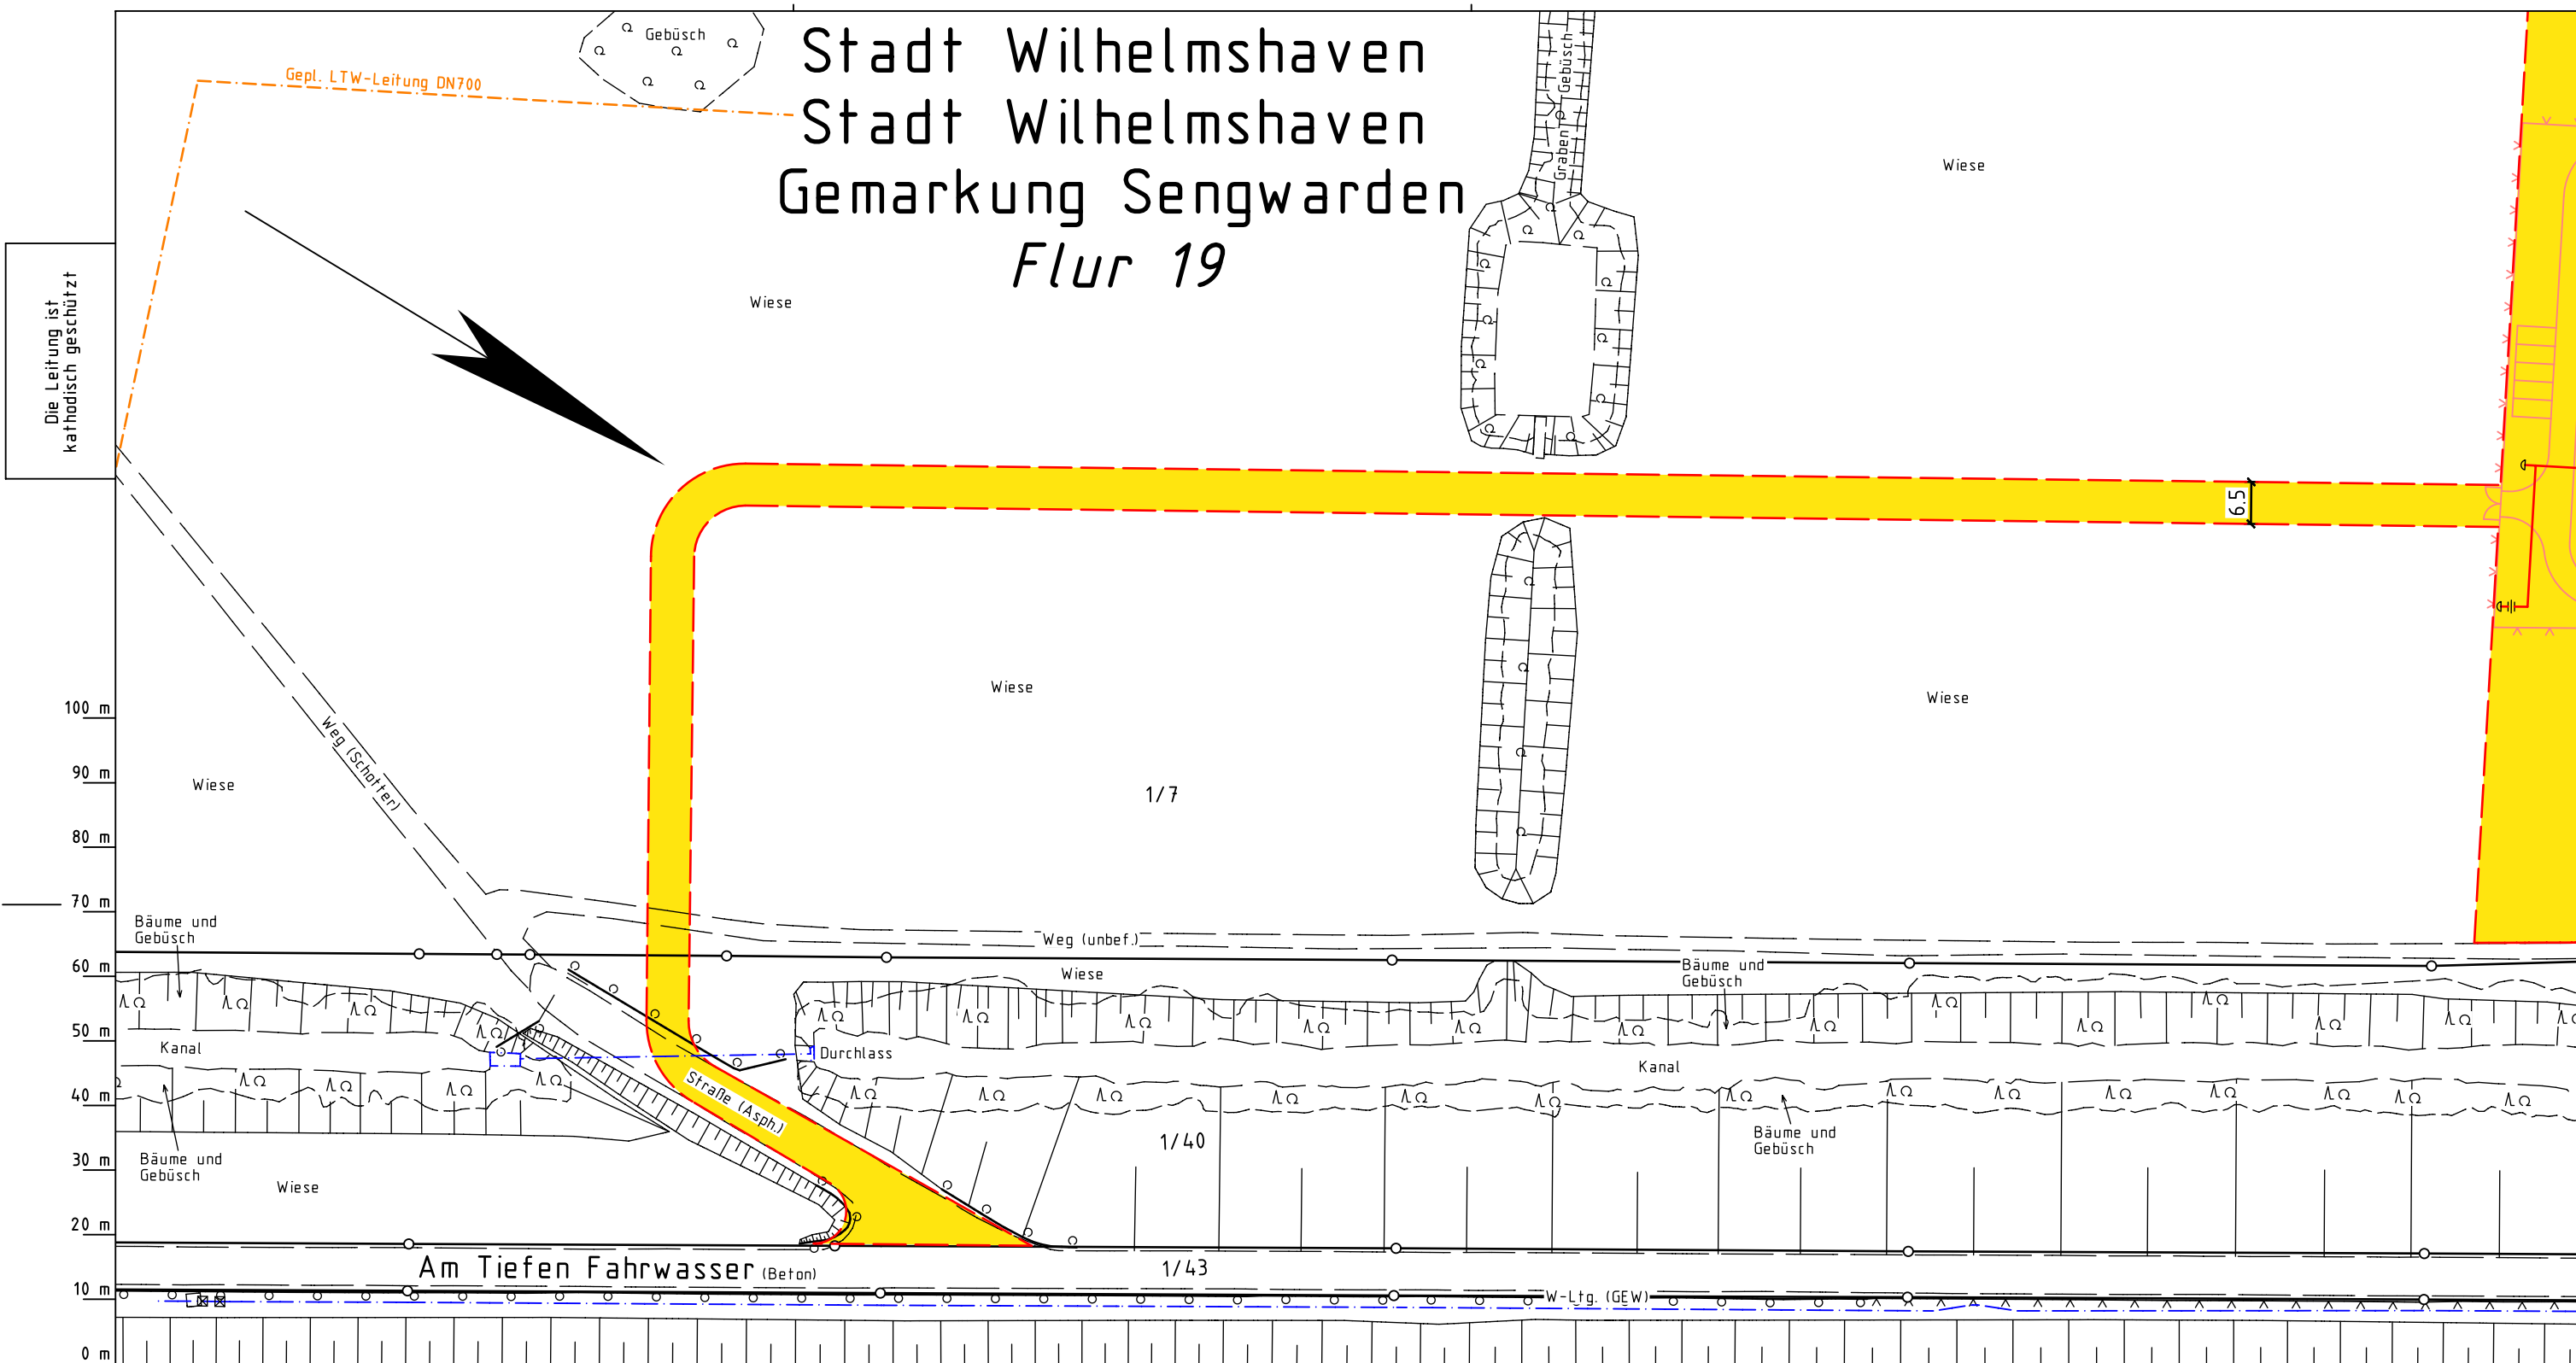 Gebüsch
Stadt Wilhelmshaven
Gepl. LTW-Leitung DN700
Stadt Wilhelmshaven
Gemarkung Sengwarden
Flur 19
Graben
Gebüsch
Wiese
Wiese
Die Leitung ist
kathodisch geschützt
6.5
Wiese
Wiese
100 m
90 m
80 m
70 m
60 m
50 m
40 m
30 m
20 m
10 m
0 m
Weg (Schotter)
Wiese
1/7
Bäume und
Gebüsch
Weg (unbef.)
Wiese
Bäume und
Gebüsch
Kanal
Durchlass
Kanal
Straße (Asph.)
1/40
Bäume und
Gebüsch
Bäume und
Gebüsch
Wiese
Am Tiefen Fahrwasser (Beton)
1/43
W-Ltg. (GEW)